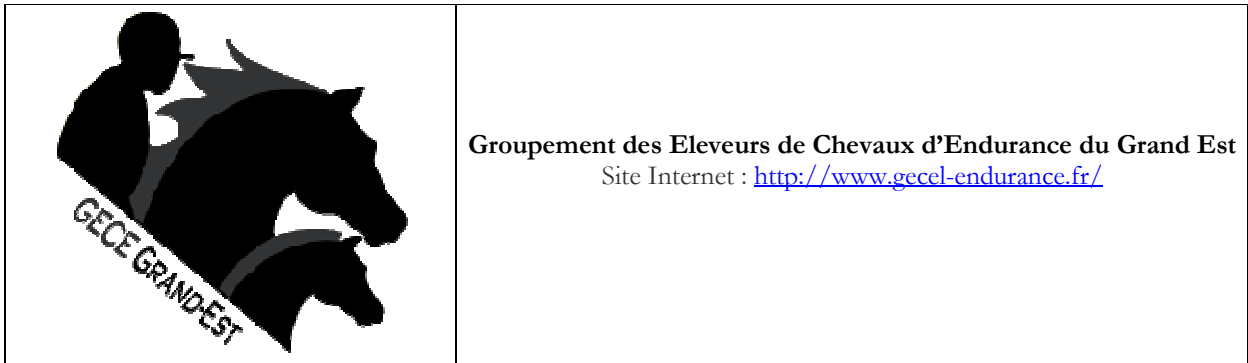 GECE GRAND-EST
Groupement des Eleveurs de Chevaux d'Endurance du Grand Est
Site Internet : http://www.gecel-endurance.fr/